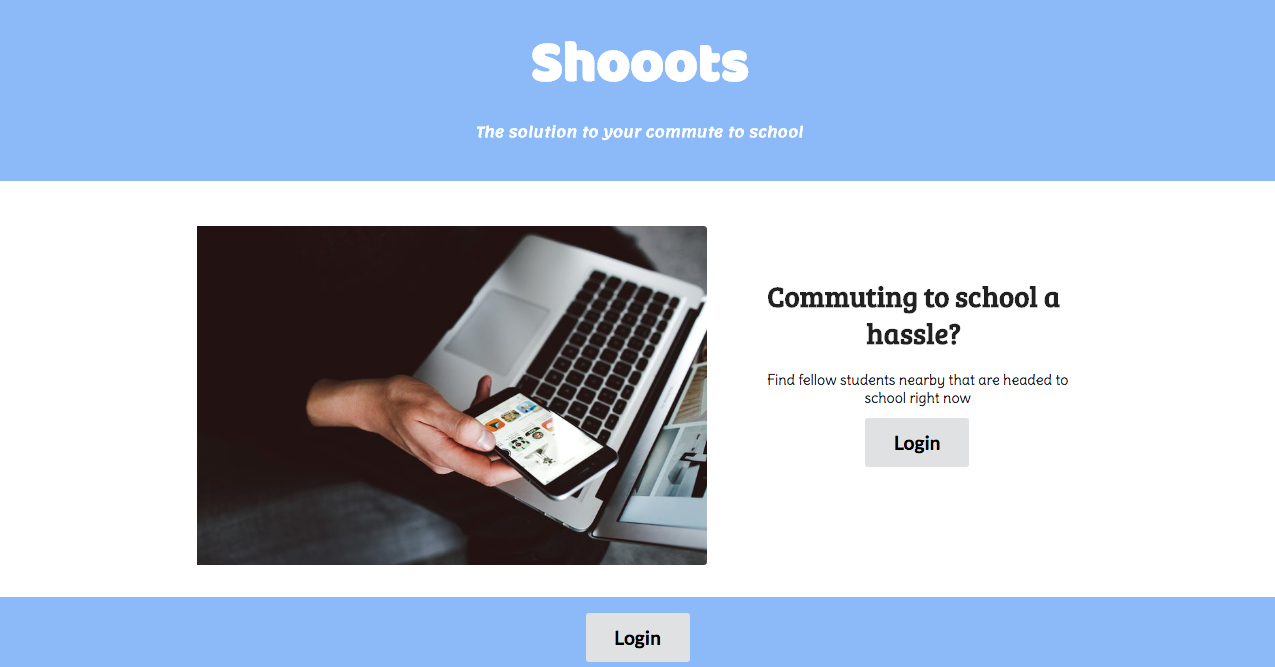 Shooots
The solution to your commute to school
Commuting to school a
hassle?
Find fellow students nearby that are headed to
school right now
Login
Login